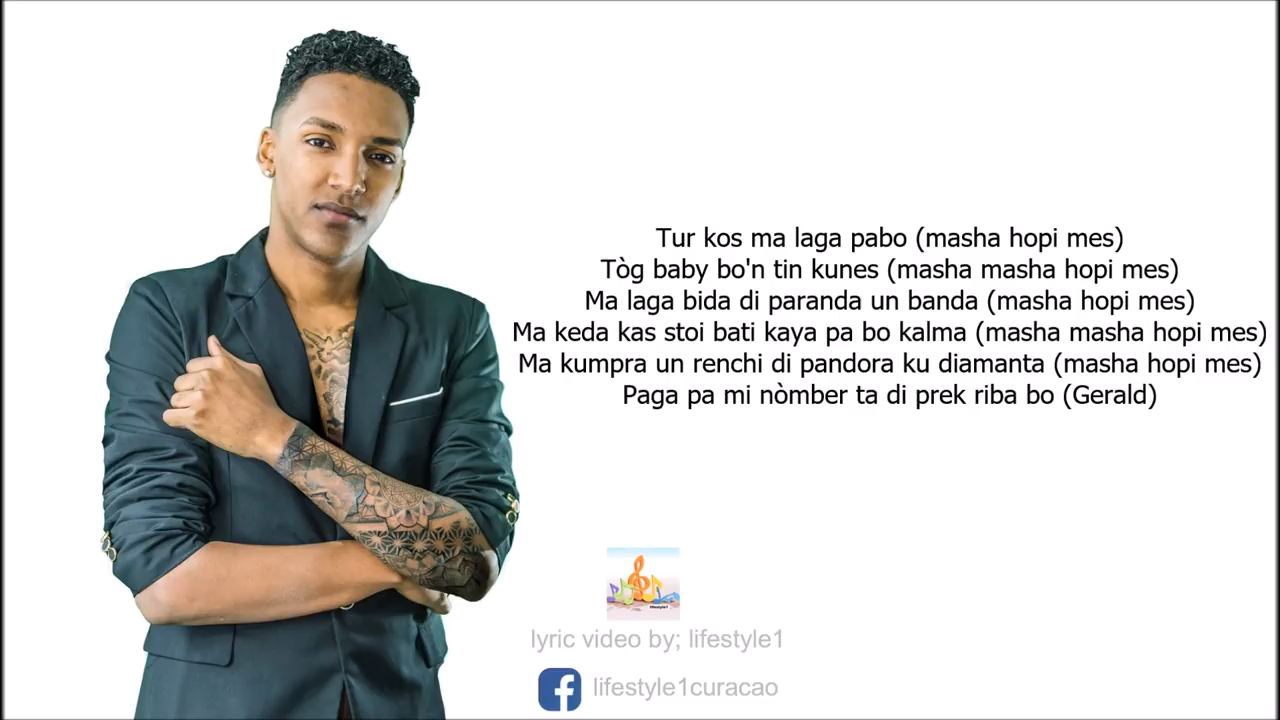 Tur kos ma laga pabo (masha hopi mes)
Tòg baby bo'n tin kunes (masha masha hopi mes)
Ma laga bida di paranda un banda (masha hopi mes)
Ma keda kas stoi bati kaya pa bo kalma (masha masha hopi mes)
Ma kumpra un renchi di pandora ku diamanta (masha hopi mes)
Paga pa mi nòmber ta di prek riba bo (Gerald)
lifestyle1
lyric video by; lifestyle1
lifestyle1curacao